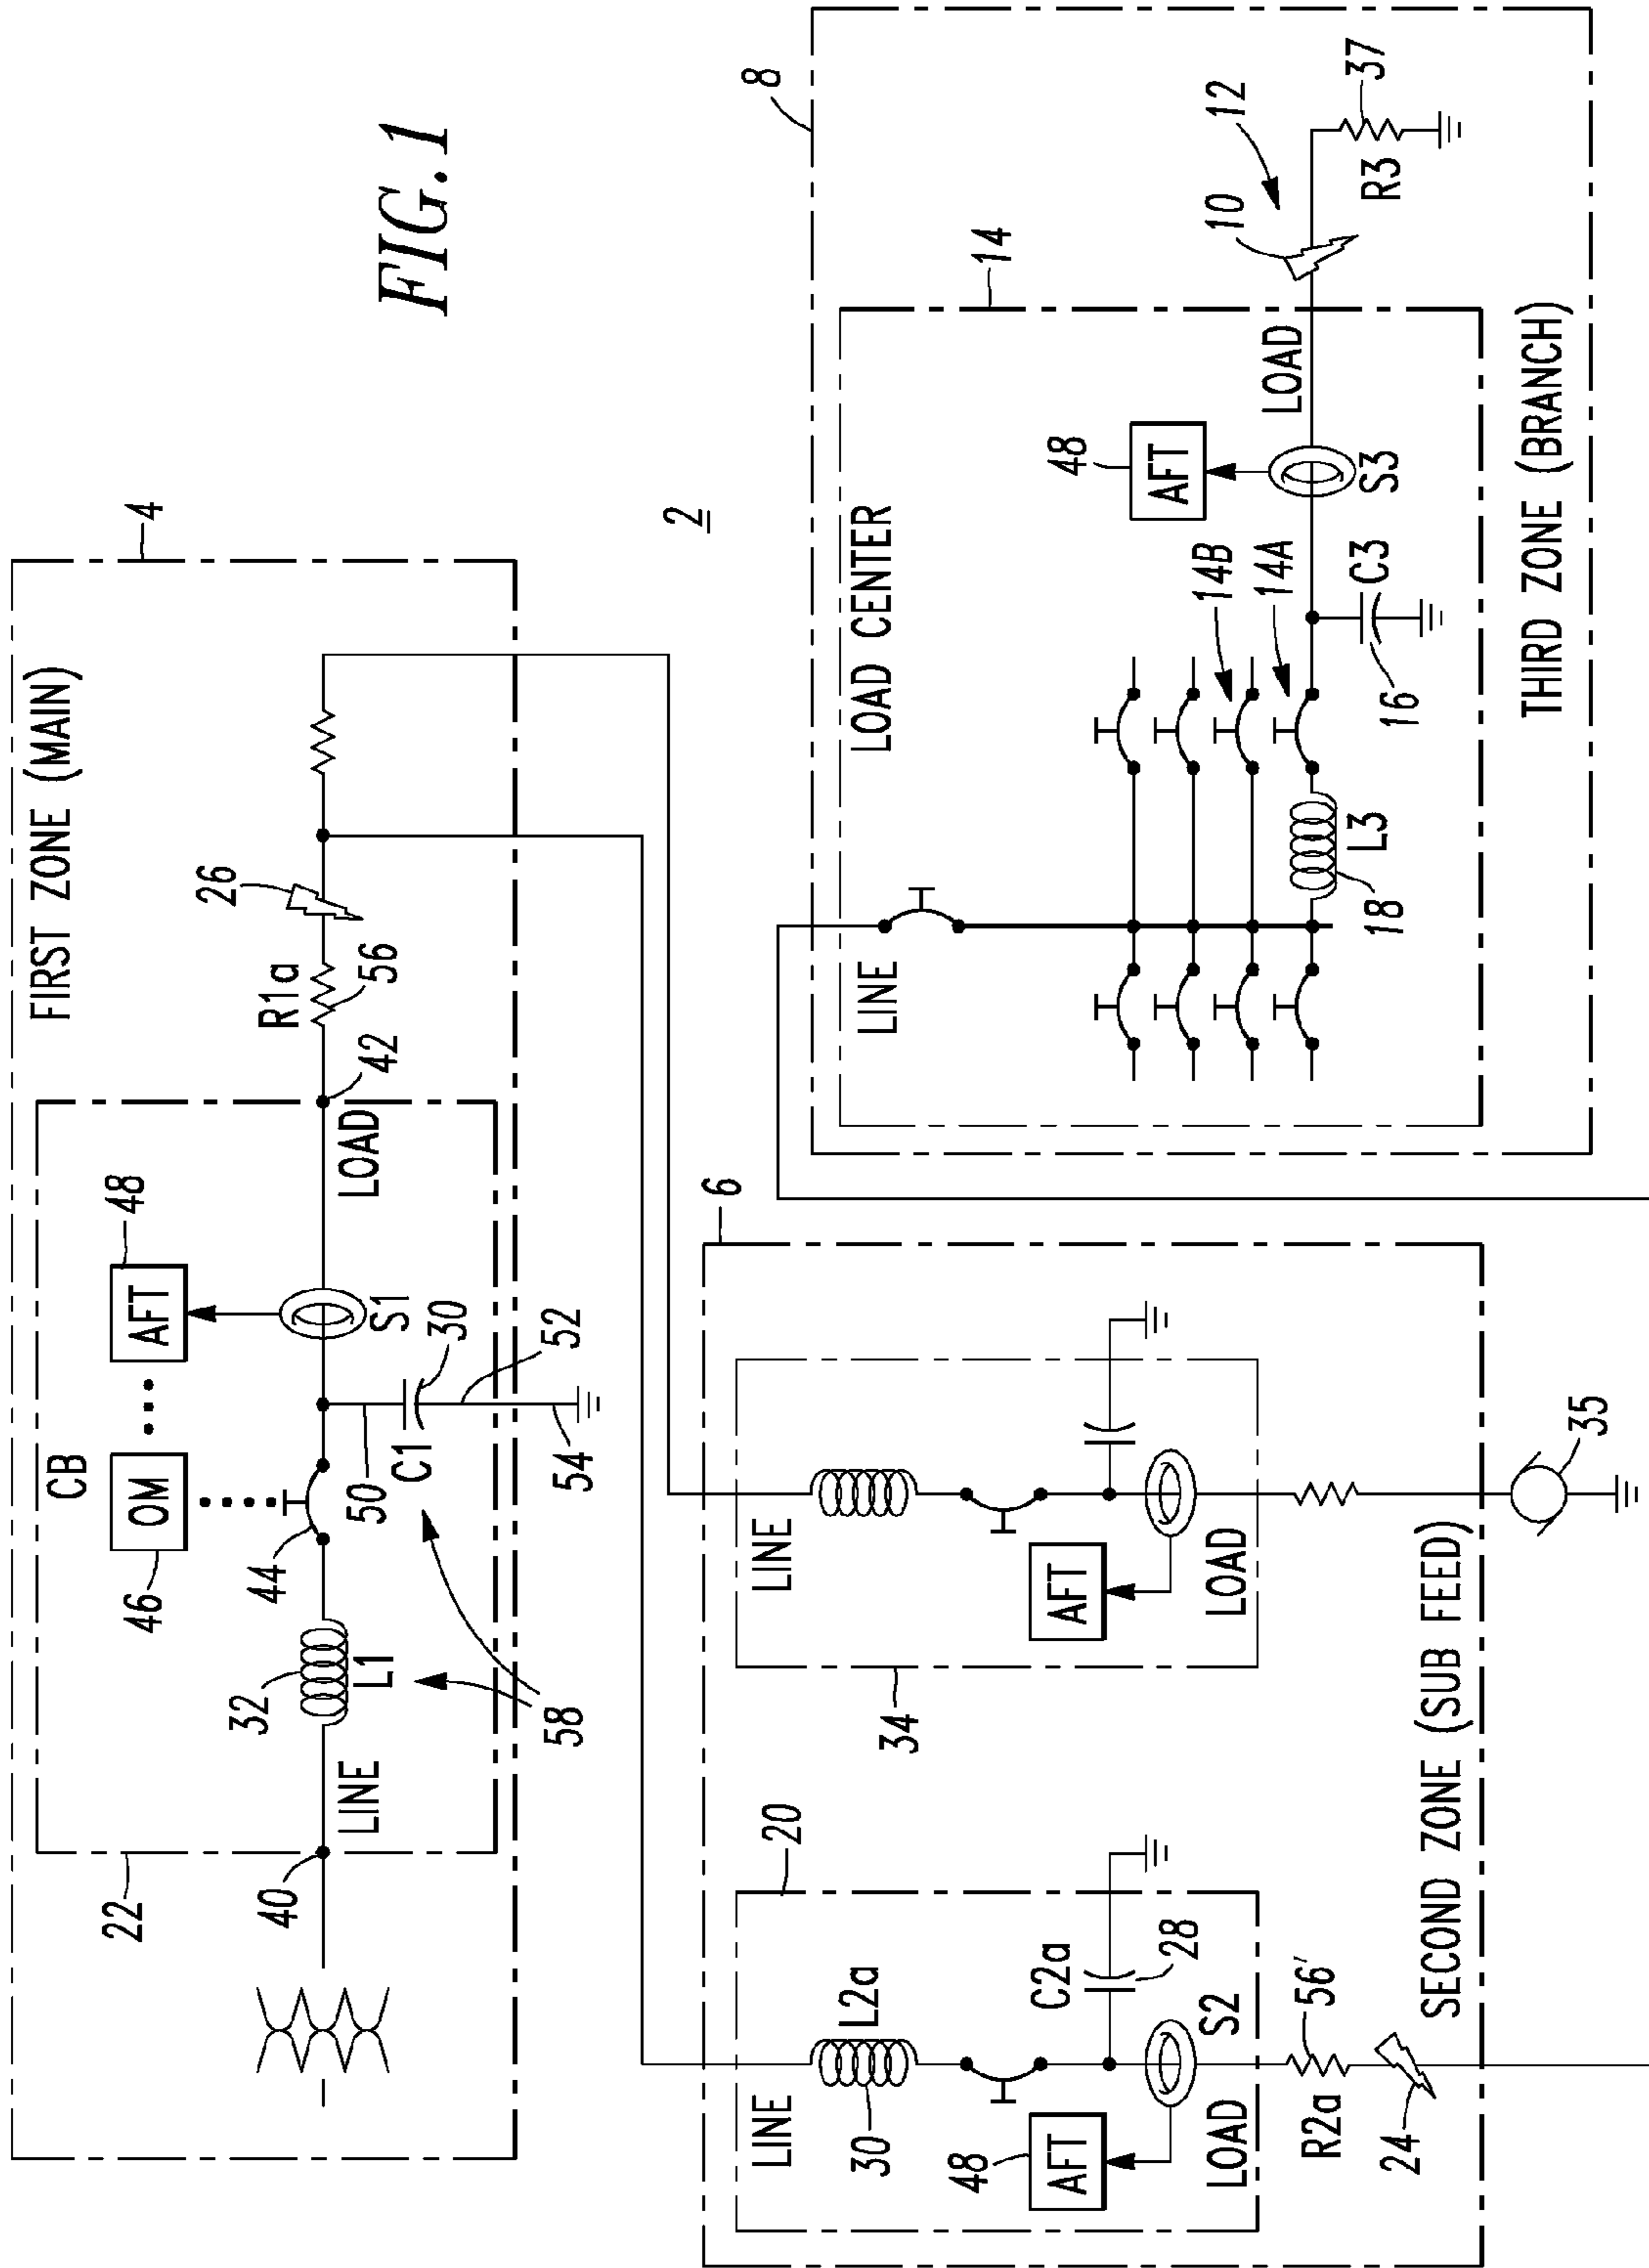 FIG. 1
FIRST ZONE (MAIN)
4
22
CB
46
OM
AFT
48
44
32
L1
58
LINE
40
50
C1
30
52
54
S1
LOAD
42
R1a
56
26
2
6
20
LINE
L2a
30
C2a
28
48
AFT
S2
LOAD
R2a
56'
24
34
LINE
AFT
LOAD
35
SECOND ZONE (SUB FEED)
8
14
LOAD CENTER
LINE
14B
14A
18
L3
16
C3
48
AFT
S3
LOAD
10
12
R3
37
THIRD ZONE (BRANCH)